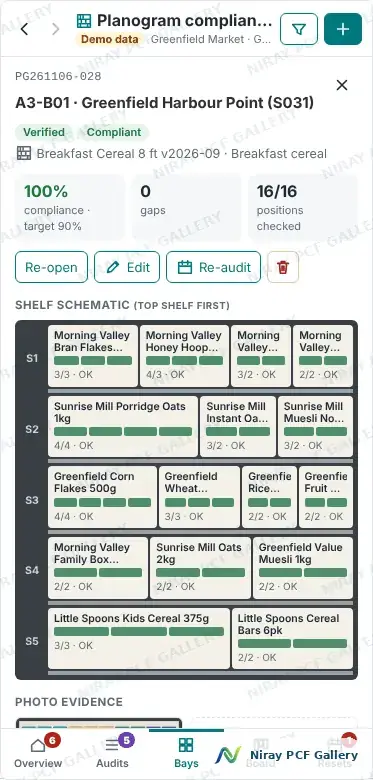 Planogram complian...
Demo data · Greenfield Market · G...
PG261106-028
A3-B01 · Greenfield Harbour Point (S031)
Verified Compliant
Breakfast Cereal 8 ft v2026-09 · Breakfast cereal
100% 0 16/16
compliance · target 90% gaps positions checked
Re-open Edit Re-audit
SHELF SCHEMATIC (TOP SHELF FIRST)
S1
Morning Valley Bran Flakes...
3/3 · OK
Morning Valley Honey Hoop...
4/3 · OK
Morning Valley...
3/2 · OK
Morning Valley...
2/2 · OK
S2
Sunrise Mill Porridge Oats 1kg
4/4 · OK
Sunrise Mill Instant Oa...
3/2 · OK
Sunrise Mill Muesli No...
3/2 · OK
S3
Greenfield Corn Flakes 500g
4/4 · OK
Greenfield Wheat...
3/3 · OK
Greenfie Rice...
2/2 · OK
Greenfie Fruit ...
2/2 · OK
S4
Morning Valley Family Box...
2/2 · OK
Sunrise Mill Oats 2kg
2/2 · OK
Greenfield Value Muesli 1kg
2/2 · OK
S5
Little Spoons Kids Cereal 375g
3/3 · OK
Little Spoons Cereal Bars 6pk
2/2 · OK
PHOTO EVIDENCE
6 5
Overview Audits Bays Board Resets
Niray PCF Gallery
NIRAY PCF GALLERY